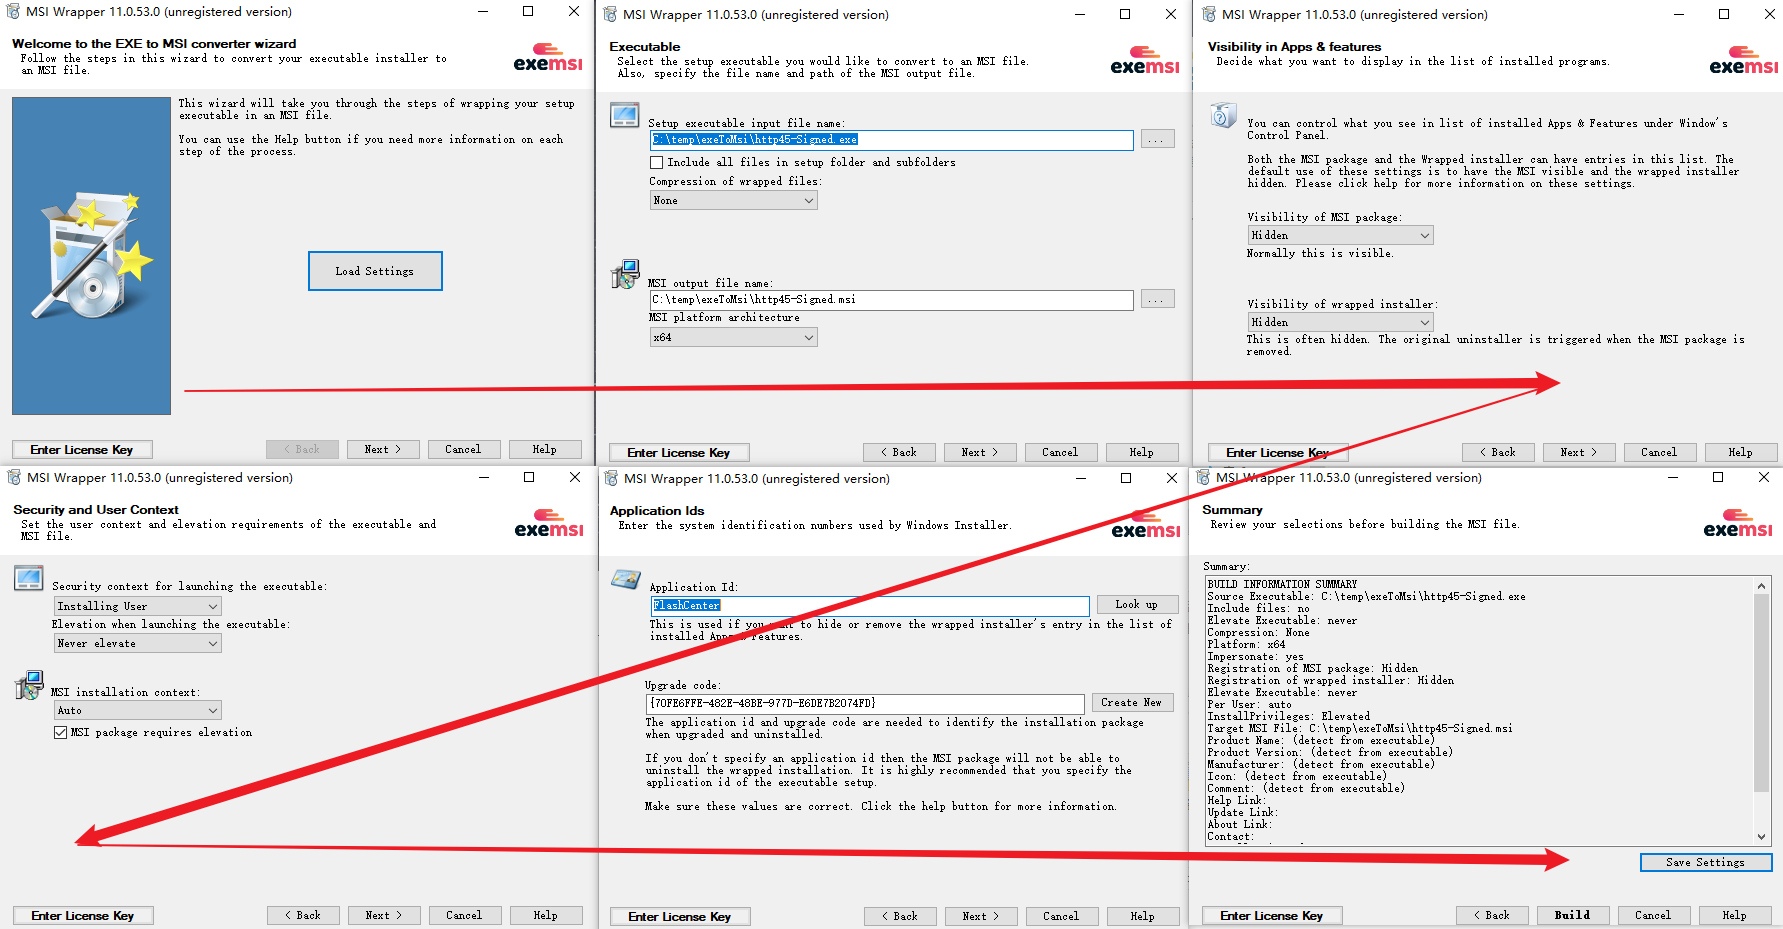 MSI Wrapper 11.0.53.0 (unregistered version)
Welcome to the EXE to MSI converter wizard
Follow the steps in this wizard to convert your executable installer to
an MSI file.
exemsi
This wizard will take you through the steps of wrapping your setup
executable in an MSI file.
You can use the Help button if you need more information on each
step of the process.
Load Settings
Enter License Key
< Back
Next >
Cancel
Help
MSI Wrapper 11.0.53.0 (unregistered version)
Executable
Select the setup executable you would like to convert to an MSI file.
Also, specify the file name and path of the MSI output file.
exemsi
Setup executable input file name:
C:\temp\exeToMsi\http45-Signed.exe
...
Include all files in setup folder and subfolders
Compression of wrapped files:
None
MSI output file name:
C:\temp\exeToMsi\http45-Signed.msi
...
MSI platform architecture
x64
Enter License Key
< Back
Next >
Cancel
Help
MSI Wrapper 11.0.53.0 (unregistered version)
Visibility in Apps & features
Decide what you want to display in the list of installed programs.
exemsi
You can control what you see in list of installed Apps & Features under Window's
Control Panel.
Both the MSI package and the Wrapped installer can have entries in this list. The
default use of these settings is to have the MSI visible and the wrapped installer
hidden. Please click help for more information on these settings.
Visibility of MSI package:
Hidden
Normally this is visible.
Visibility of wrapped installer:
Hidden
This is often hidden. The original uninstaller is triggered when the MSI package is
removed.
Enter License Key
< Back
Next >
Cancel
Help
MSI Wrapper 11.0.53.0 (unregistered version)
Security and User Context
Set the user context and elevation requirements of the executable and
MSI file.
exemsi
Security context for launching the executable:
Installing User
Elevation when launching the executable:
Never elevate
MSI installation context:
Auto
MSI package requires elevation
Enter License Key
< Back
Next >
Cancel
Help
MSI Wrapper 11.0.53.0 (unregistered version)
Application Ids
Enter the system identification numbers used by Windows Installer.
exemsi
Application Id:
FlashCenter
Look up
This is used if you want to hide or remove the wrapped installer's entry in the list of
installed Apps & Features.
Upgrade code:
{70FE6FFE-482E-48BE-977D-E6DE7B2074FD}
Create New
The application id and upgrade code are needed to identify the installation package
when upgraded and uninstalled.
If you don't specify an application id then the MSI package will not be able to
uninstall the wrapped installation. It is highly recommended that you specify the
application id of the executable setup.
Make sure these values are correct. Click the help button for more information.
Enter License Key
< Back
Next >
Cancel
Help
MSI Wrapper 11.0.53.0 (unregistered version)
Summary
Review your selections before building the MSI file.
exemsi
Summary:
BUILD INFORMATION SUMMARY
Source Executable: C:\temp\exeToMsi\http45-Signed.exe
Include files: no
Elevate Executable: never
Compression: None
Platform: x64
Impersonate: yes
Registration of MSI package: Hidden
Registration of wrapped installer: Hidden
Elevate Executable: never
Per User: auto
InstallPrivileges: Elevated
Target MSI File: C:\temp\exeToMsi\http45-Signed.msi
Product Name: (detect from executable)
Product Version: (detect from executable)
Manufacturer: (detect from executable)
Icon: (detect from executable)
Comment: (detect from executable)
Help Link:
Update Link:
About Link:
Contact:
Save Settings
Enter License Key
< Back
Build
Cancel
Help